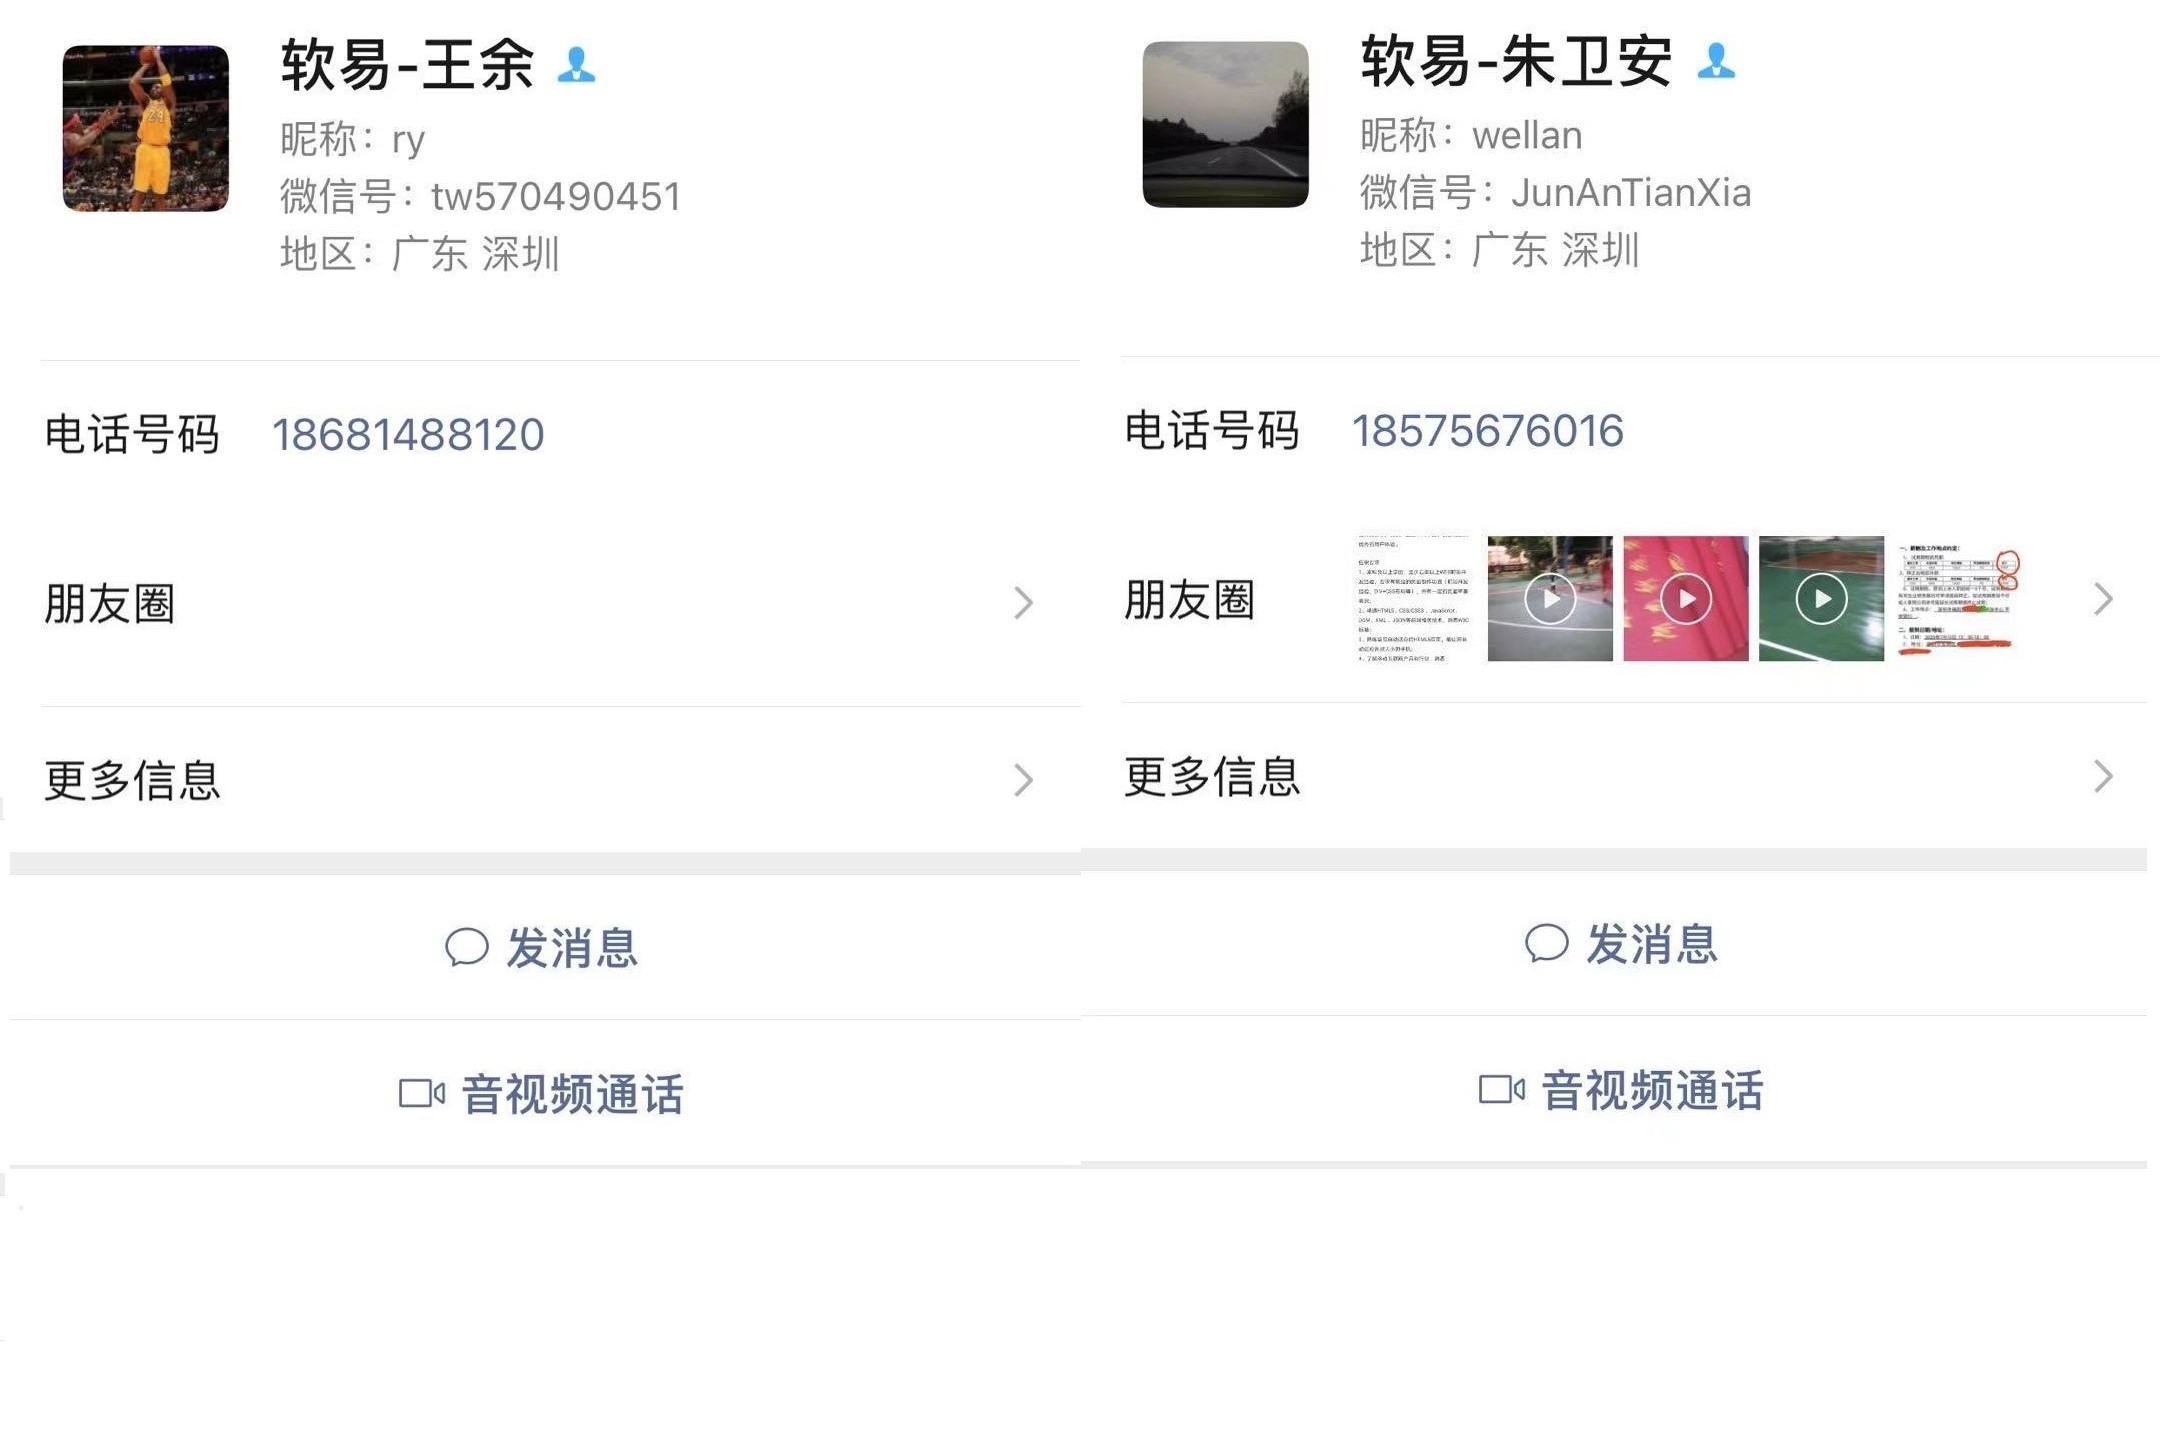 软易-王余
昵称：ry
微信号：tw570490451
地区：广东 深圳
电话号码 18681488120
朋友圈
更多信息
发消息
音视频通话
软易-朱卫安
昵称：wellan
微信号：JunAnTianXia
地区：广东 深圳
电话号码 18575676016
朋友圈
更多信息
发消息
音视频通话